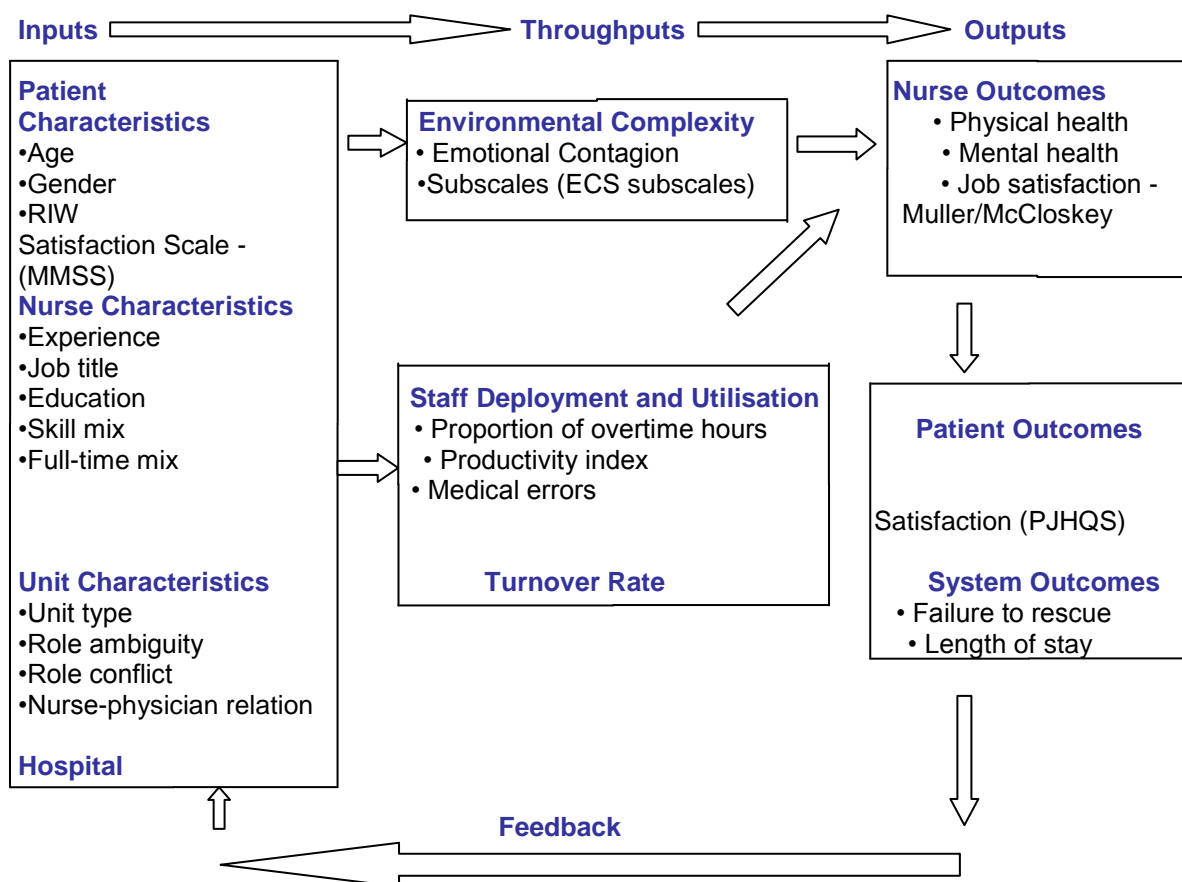 Inputs
Throughputs
Outputs
Patient
Characteristics
•Age
•Gender
•RIW
Satisfaction Scale -
(MMSS)
Nurse Characteristics
•Experience
•Job title
•Education
•Skill mix
•Full-time mix
Unit Characteristics
•Unit type
•Role ambiguity
•Role conflict
•Nurse-physician relation
Hospital
Environmental Complexity
• Emotional Contagion
•Subscales (ECS subscales)
Staff Deployment and Utilisation
• Proportion of overtime hours
• Productivity index
• Medical errors
Turnover Rate
Nurse Outcomes
• Physical health
• Mental health
• Job satisfaction -
Muller/McCloskey
Patient Outcomes
Satisfaction (PJHQS)
System Outcomes
• Failure to rescue
• Length of stay
Feedback